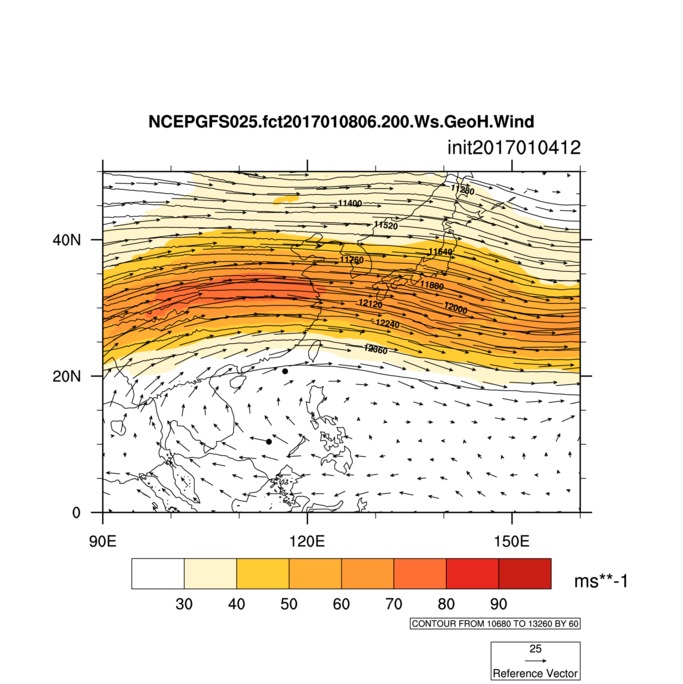 NCEPGFS025.fct2017010806.200.Ws.GeoH.Wind
init2017010412
11280
11400
11520
40N
11640
11760
11880
12120
12000
12240
12360
20N
0
90E 120E 150E
ms**-1
30 40 50 60 70 80 90
CONTOUR FROM 10680 TO 13260 BY 60
25
Reference Vector